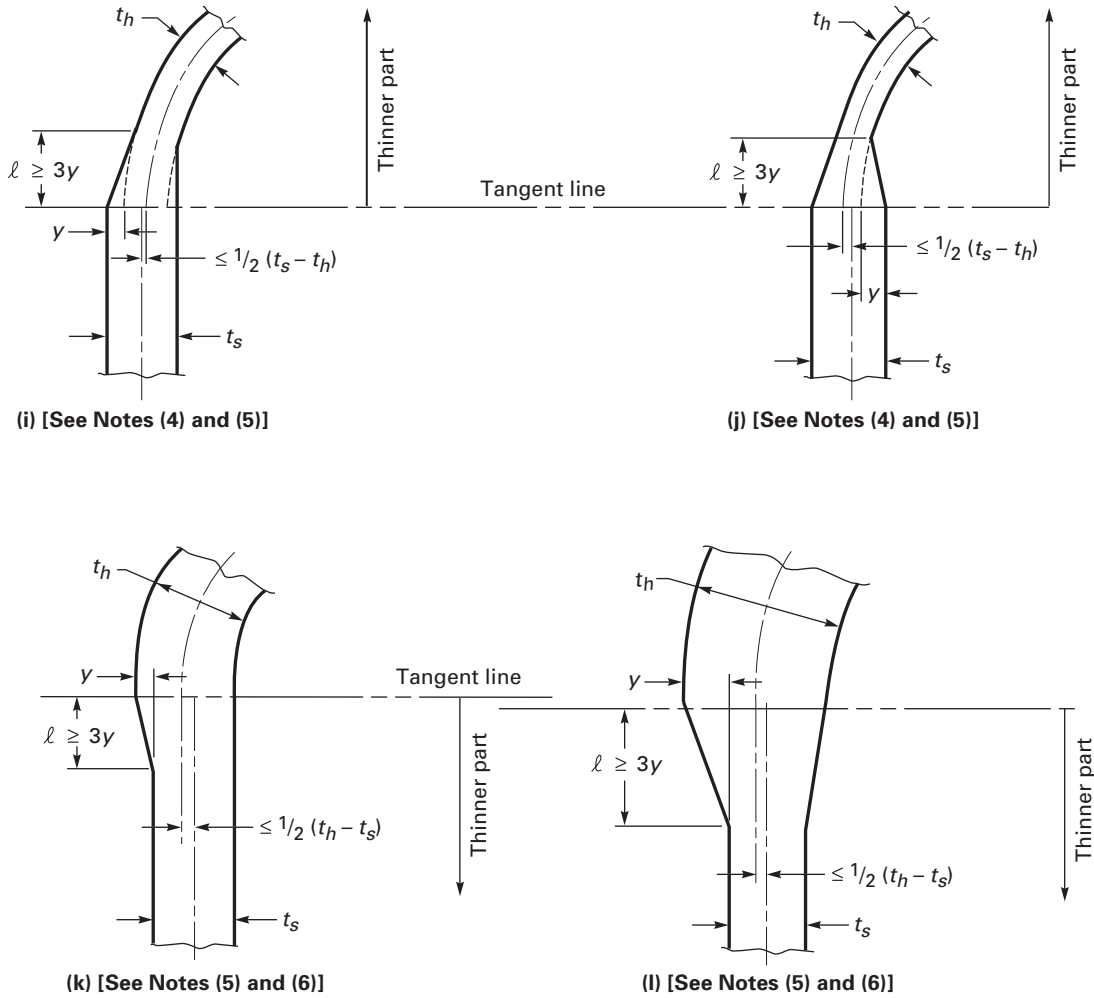 t_h
Thinner part
ℓ ≥ 3y
Tangent line
y
≤ 1/2 (t_s – t_h)
t_s
(i) [See Notes (4) and (5)]
t_h
Thinner part
ℓ ≥ 3y
≤ 1/2 (t_s – t_h)
y
t_s
(j) [See Notes (4) and (5)]
t_h
y
Tangent line
ℓ ≥ 3y
Thinner part
≤ 1/2 (t_h – t_s)
t_s
(k) [See Notes (5) and (6)]
t_h
y
ℓ ≥ 3y
Thinner part
≤ 1/2 (t_h – t_s)
t_s
(l) [See Notes (5) and (6)]